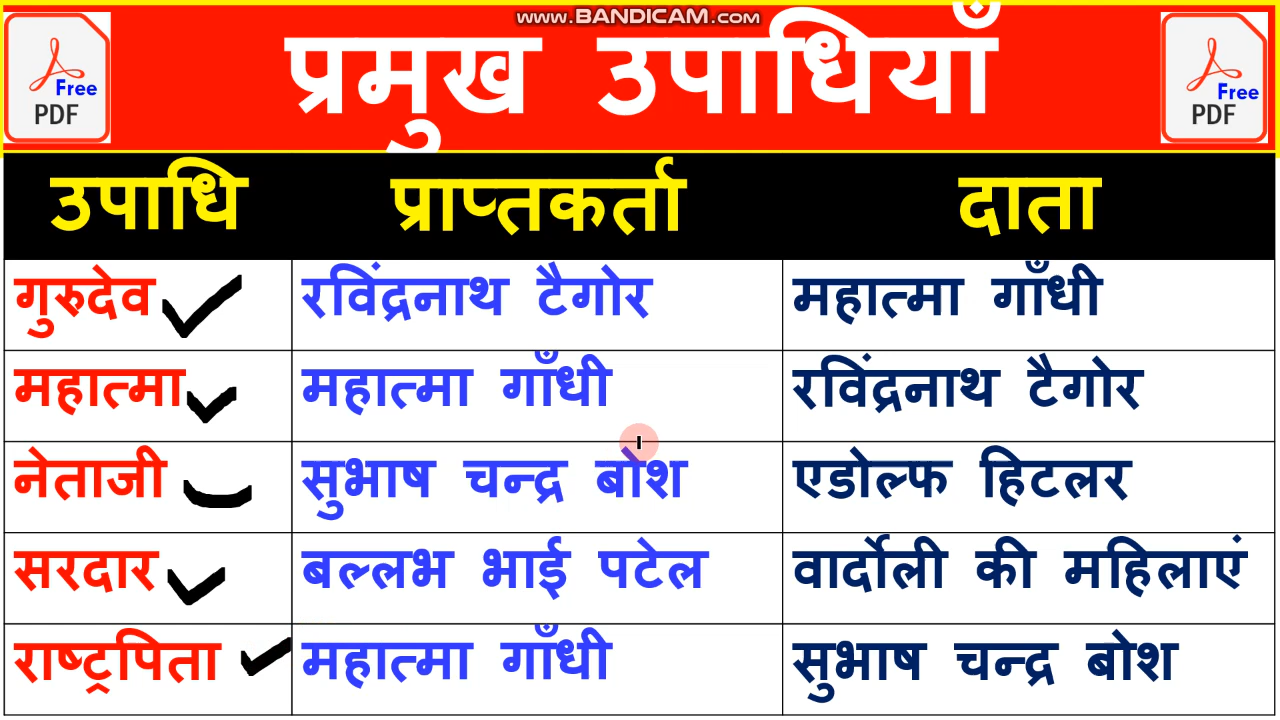 www.BANDICAM.com
प्रमुख उपाधियाँ
Free
PDF
Free
PDF
उपाधि प्राप्तकर्ता दाता
गुरुदेव रविंद्रनाथ टैगोर महात्मा गाँधी
महात्मा महात्मा गाँधी रविंद्रनाथ टैगोर
नेताजी सुभाष चन्द्र बोश एडोल्फ हिटलर
सरदार बल्लभ भाई पटेल वार्दोली की महिलाएं
राष्ट्रपिता महात्मा गाँधी सुभाष चन्द्र बोश